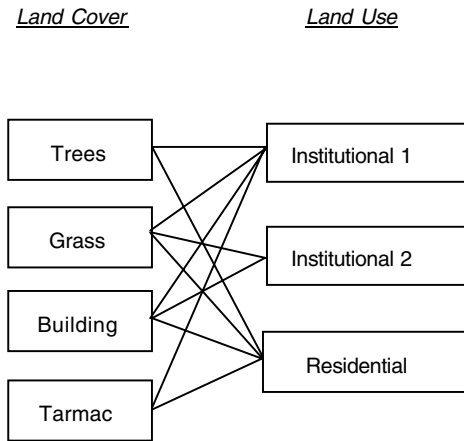 Land Cover
Land Use
Trees
Institutional 1
Grass
Institutional 2
Building
Residential
Tarmac